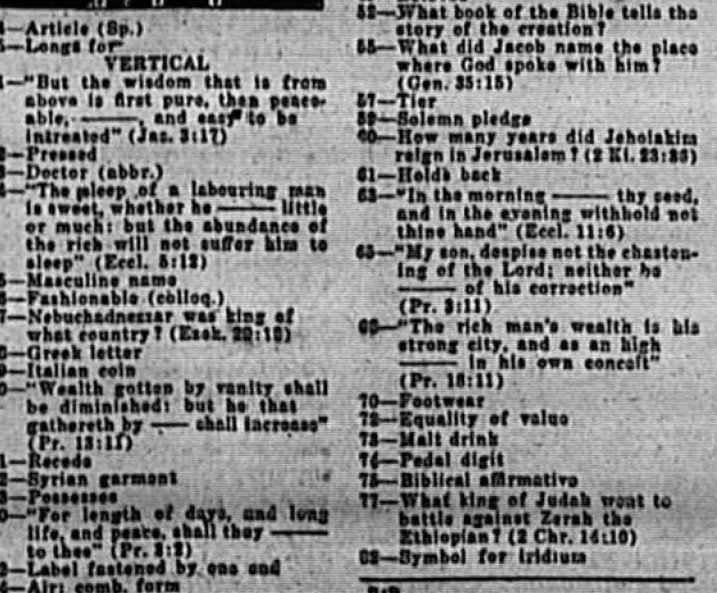 —Article (Sp.)
—Longs for
VERTICAL
—"But the wisdom that is from
above is first pure, then peace-
able, ———, and easy to be
intreated" (Jas. 3:17)
—Pressed
—Doctor (abbr.)
—"The sleep of a labouring man
is sweet, whether he ——— little
or much: but the abundance of
the rich will not suffer him to
sleep" (Eccl. 5:12)
—Masculine name
—Fashionable (colloq.)
—Nebuchadnezzar was king of
what country? (Ezek.
—Greek letter
—Italian coin
—"Wealth gotten by vanity shall
be diminished: but he that
gathereth by —— shall increase"
(Pr. 13:11)
—Recede
—Syrian garment
—Possesses
—"For length of days, and long
life, and peace, shall they ———
to thee" (Pr. 3:2)
—Label fastened by one end
—Air: comb. form
52—What book of the Bible tells the
story of the creation?
55—What did Jacob name the place
where God spoke with him?
(Gen. 35:15)
57—Tier
59—Solemn pledge
60—How many years did Jehoiakim
reign in Jerusalem? (2 Ki. 23:36)
61—Holds back
63—"In the morning ——— thy seed,
and in the evening withhold not
thine hand" (Eccl. 11:6)
65—"My son, despise not the chasten-
ing of the Lord; neither be
——— of his correction"
(Pr. 3:11)
"The rich man's wealth is his
strong city, and as an high
——— in his own conceit"
(Pr. 18:11)
70—Footwear
72—Equality of value
73—Malt drink
74—Pedal digit
75—Biblical affirmative
77—What king of Judah went to
battle against Zerah the
Ethiopian? (2 Chr. 14:10)
82—Symbol for iridium